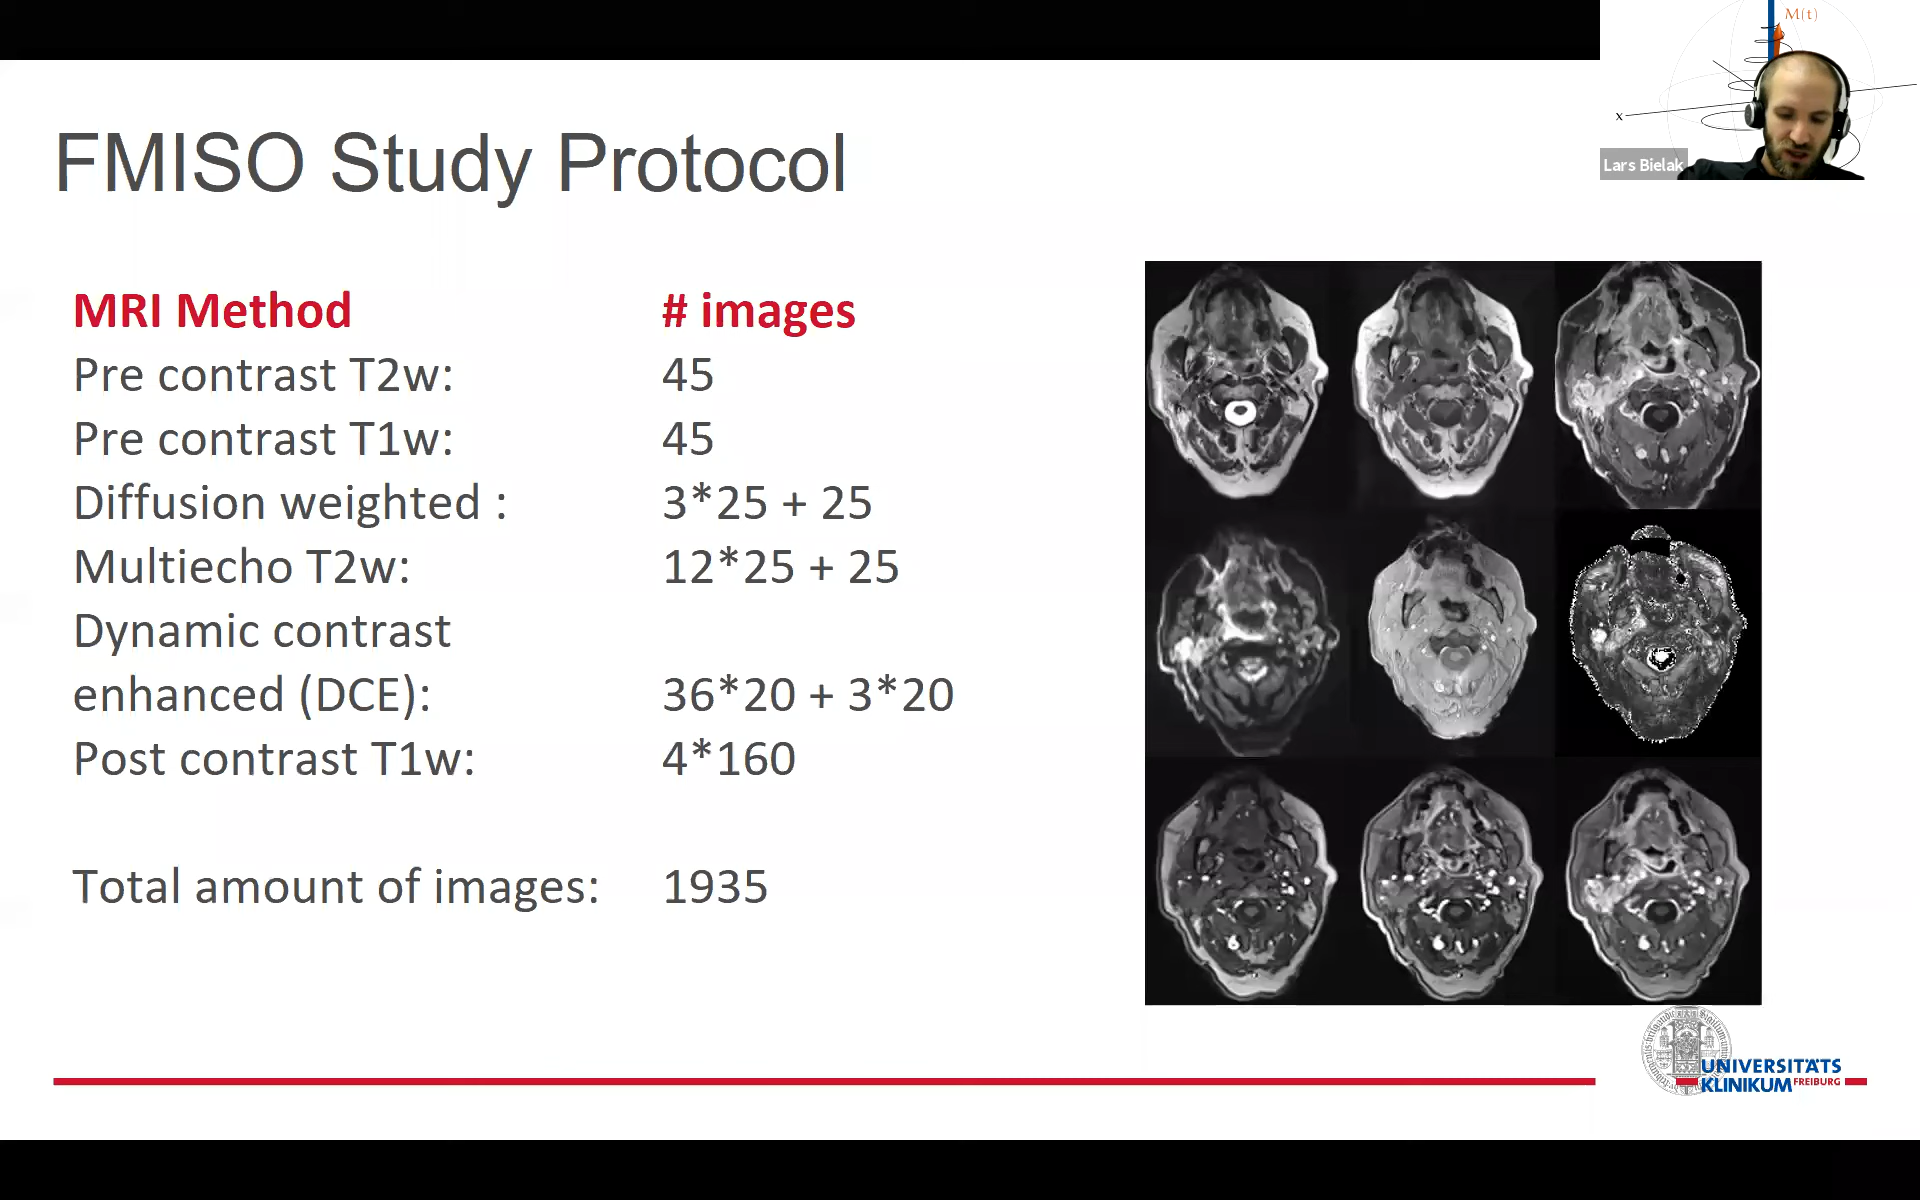 M(t)
x
Lars Bielak
FMISO Study Protocol
MRI Method # images
Pre contrast T2w: 45
Pre contrast T1w: 45
Diffusion weighted : 3*25 + 25
Multiecho T2w: 12*25 + 25
Dynamic contrast
enhanced (DCE): 36*20 + 3*20
Post contrast T1w: 4*160
Total amount of images: 1935
UNIVERSITÄTS
KLINIKUM FREIBURG